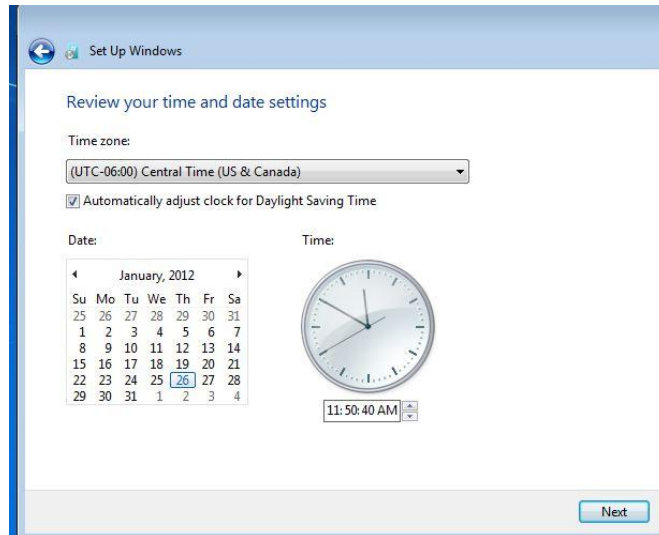 Set Up Windows
Review your time and date settings
Time zone:
(UTC-06:00) Central Time (US & Canada)
Automatically adjust clock for Daylight Saving Time
Date: Time:
January, 2012
Su Mo Tu We Th Fr Sa
25 26 27 28 29 30 31
1 2 3 4 5 6 7
8 9 10 11 12 13 14
15 16 17 18 19 20 21
22 23 24 25 26 27 28
29 30 31 1 2 3 4
11:50:40 AM
Next